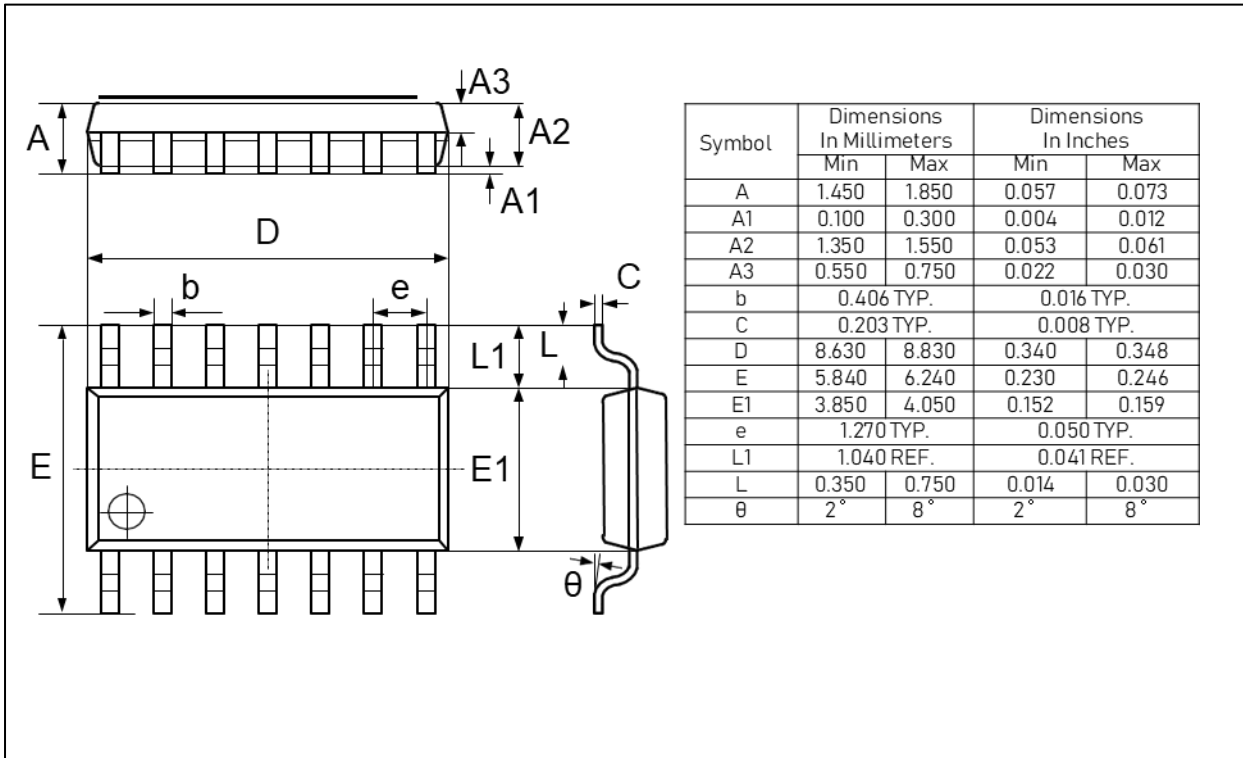 A3
A
A2
A1
D
b
e
C
L1
L
E
E1
θ
Symbol Dimensions In Millimeters Dimensions In Inches
Min Max Min Max
A 1.450 1.850 0.057 0.073
A1 0.100 0.300 0.004 0.012
A2 1.350 1.550 0.053 0.061
A3 0.550 0.750 0.022 0.030
b 0.406 TYP. 0.016 TYP.
C 0.203 TYP. 0.008 TYP.
D 8.630 8.830 0.340 0.348
E 5.840 6.240 0.230 0.246
E1 3.850 4.050 0.152 0.159
e 1.270 TYP. 0.050 TYP.
L1 1.040 REF. 0.041 REF.
L 0.350 0.750 0.014 0.030
θ 2° 8° 2° 8°